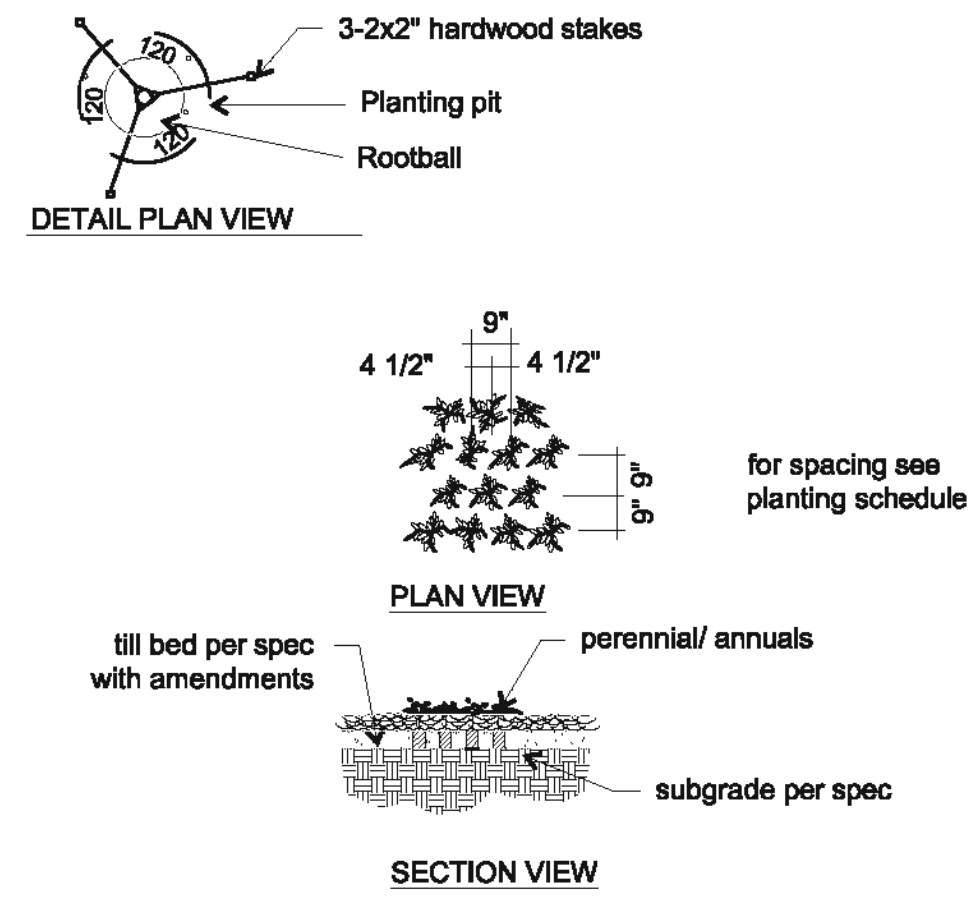 3-2x2" hardwood stakes
120
120
Planting pit
120
Rootball
DETAIL PLAN VIEW
9"
4 1/2"
4 1/2"
9"
9"
for spacing see
planting schedule
PLAN VIEW
till bed per spec
with amendments
perennial/ annuals
subgrade per spec
SECTION VIEW